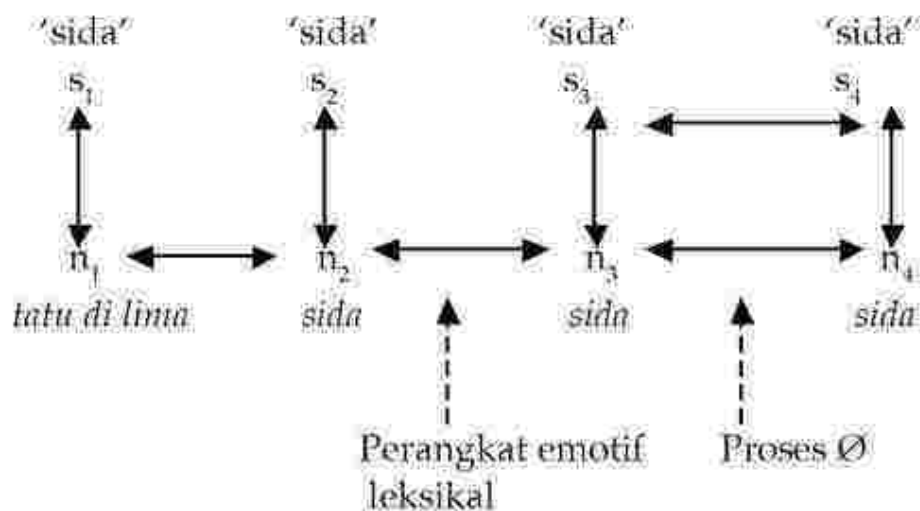 'sida' 'sida' 'sida' 'sida'
s₁ s₂ s₃ s₄
n₁ n₂ n₃ n₄
tatu di lima sida sida sida
Perangkat emotif Proses Ø
leksikal